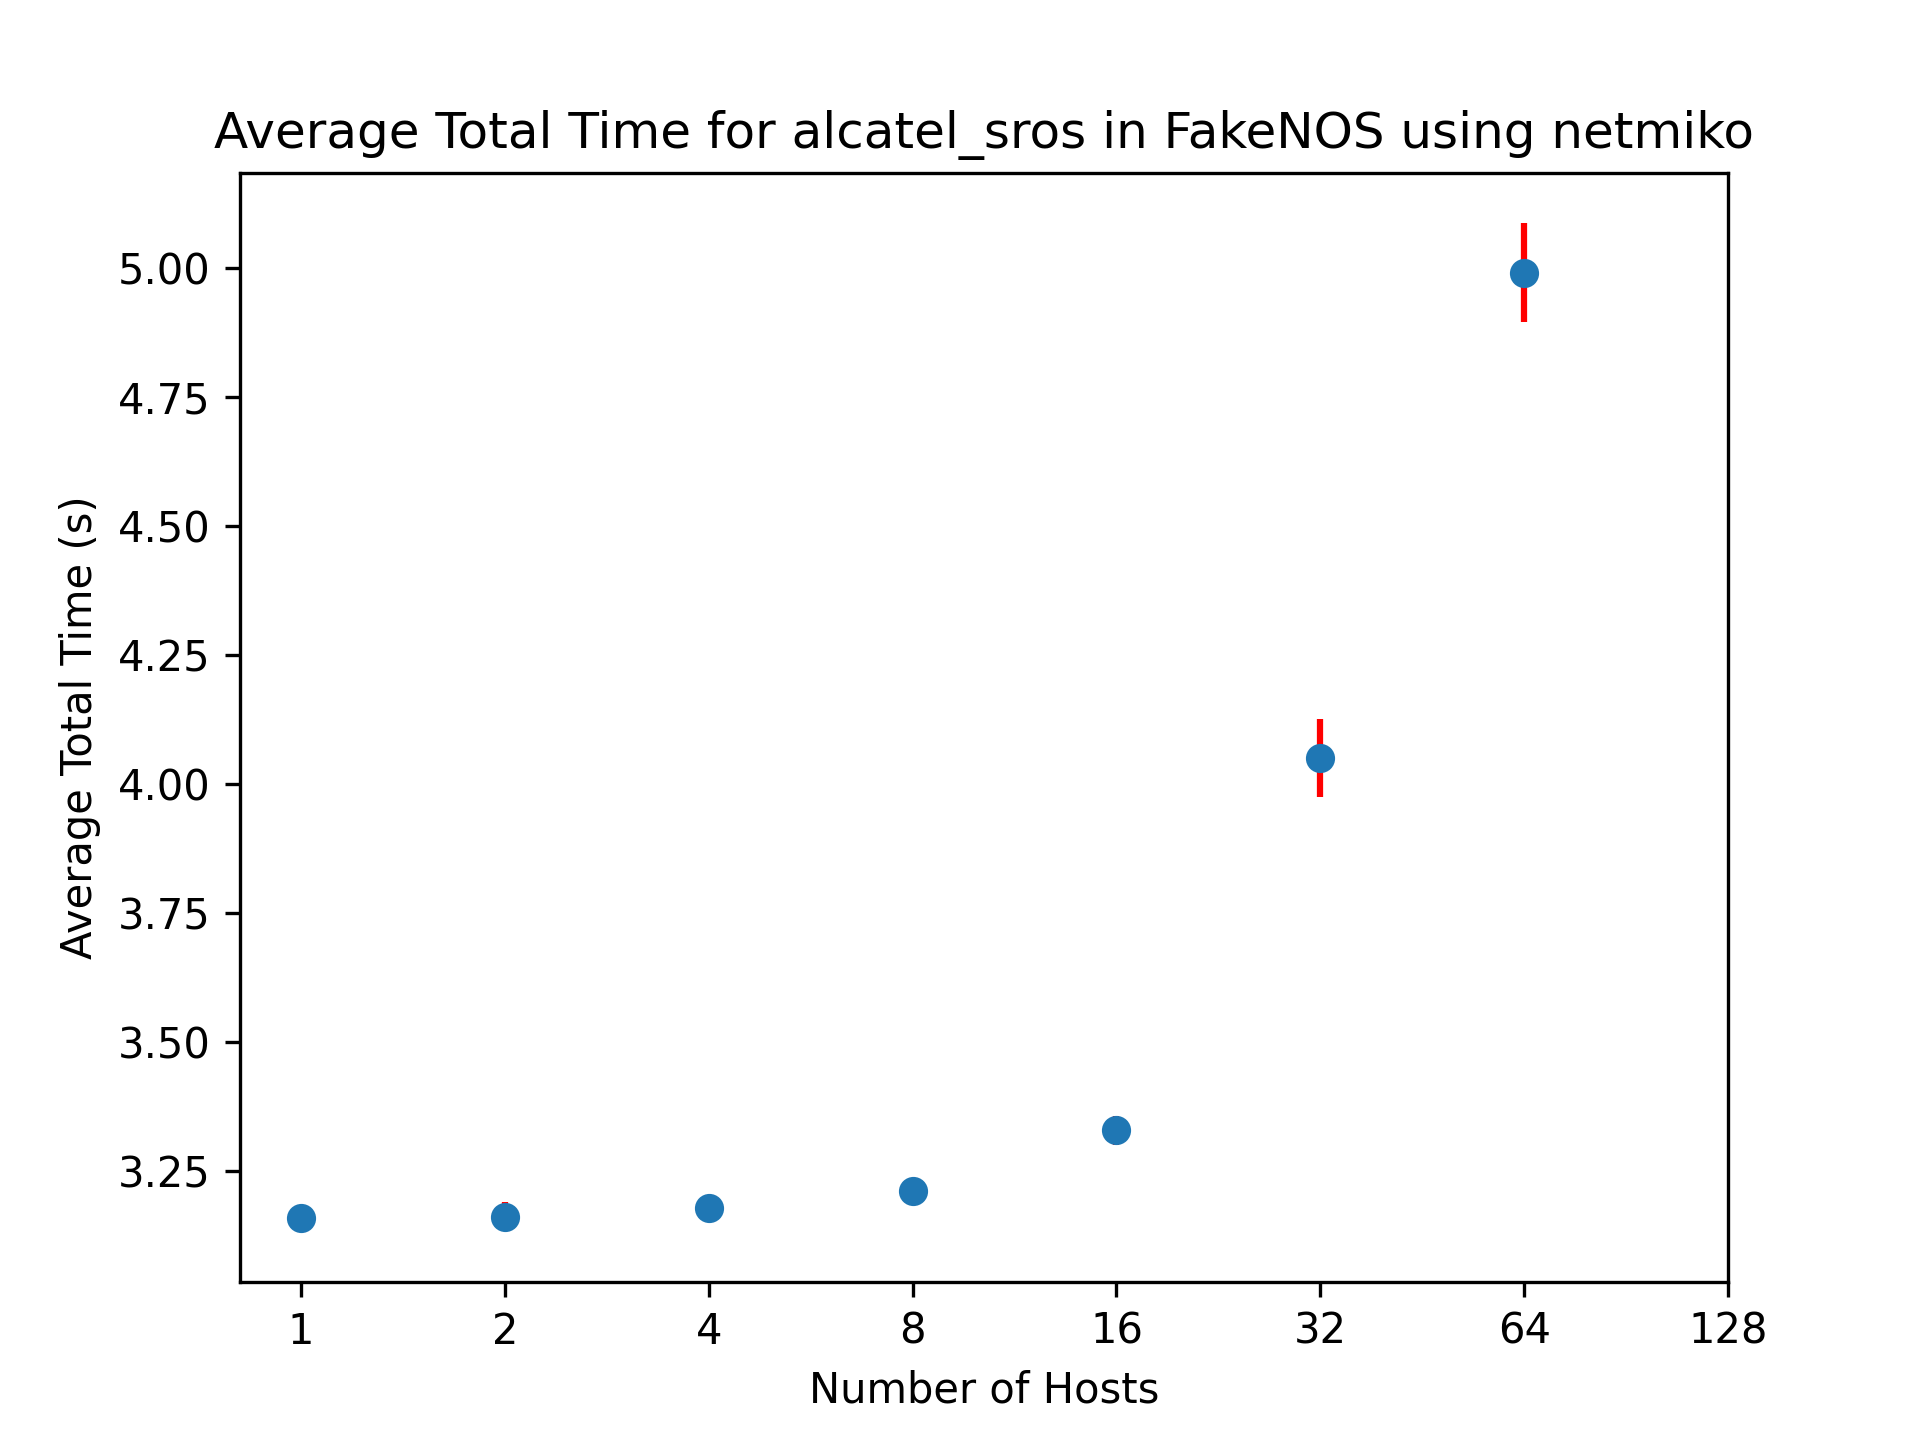 Average Total Time for alcatel_sros in FakeNOS using netmiko
Average Total Time (s)
5.00
4.75
4.50
4.25
4.00
3.75
3.50
3.25
1 2 4 8 16 32 64 128
Number of Hosts